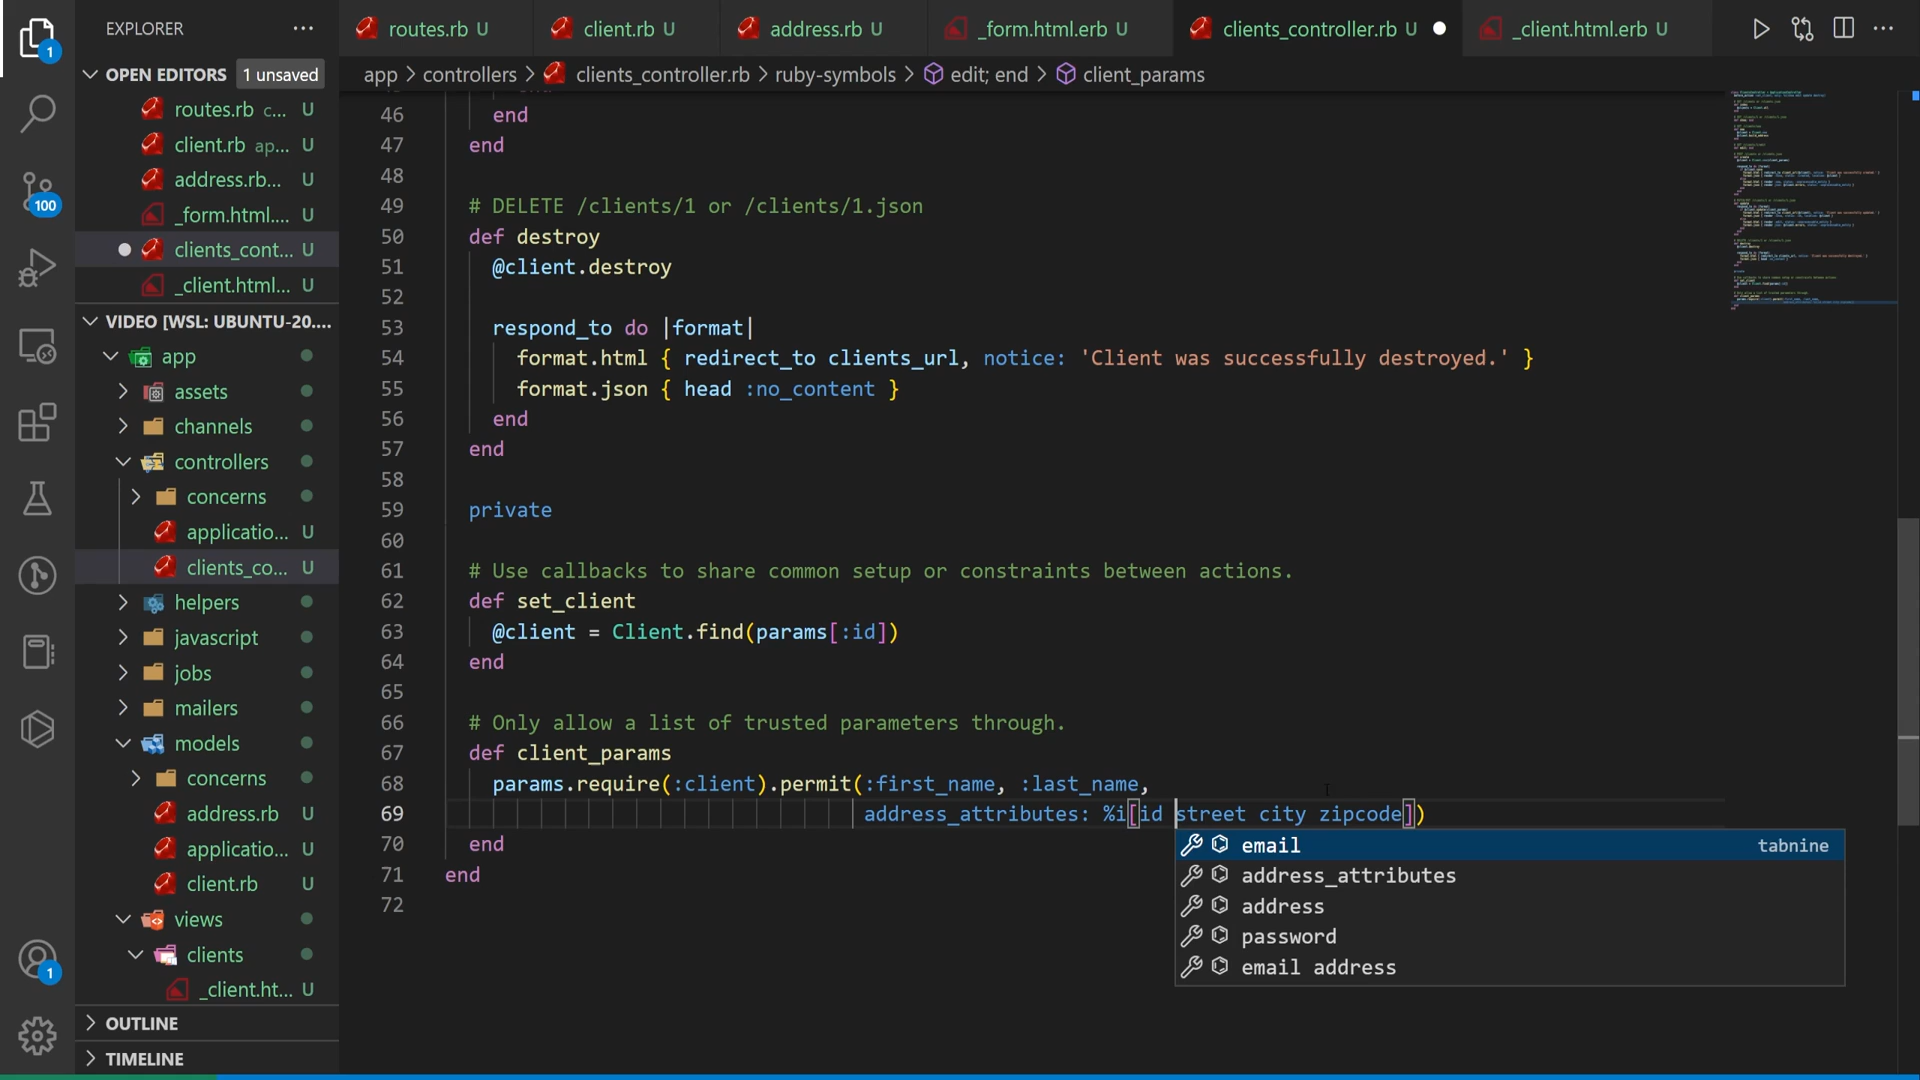 EXPLORER
OPEN EDITORS 1 unsaved
routes.rb c... U
client.rb ap... U
address.rb... U
_form.html.... U
clients_cont... U
_client.html... U
VIDEO [WSL: UBUNTU-20....
app
assets
channels
controllers
concerns
applicatio... U
clients_co... U
helpers
javascript
jobs
mailers
models
concerns
address.rb U
applicatio... U
client.rb U
views
clients
_client.ht... U
OUTLINE
TIMELINE
1
100
1
routes.rb U
client.rb U
address.rb U
_form.html.erb U
clients_controller.rb U
_client.html.erb U
app > controllers > clients_controller.rb > ruby-symbols > edit; end > client_params
46 end
47 end
48
49 # DELETE /clients/1 or /clients/1.json
50 def destroy
51 @client.destroy
52
53 respond_to do |format|
54 format.html { redirect_to clients_url, notice: 'Client was successfully destroyed.' }
55 format.json { head :no_content }
56 end
57 end
58
59 private
60
61 # Use callbacks to share common setup or constraints between actions.
62 def set_client
63 @client = Client.find(params[:id])
64 end
65
66 # Only allow a list of trusted parameters through.
67 def client_params
68 params.require(:client).permit(:first_name, :last_name,
69 address_attributes: %i[id street city zipcode])
70 end
71 end
72
email tabnine
address_attributes
address
password
email address